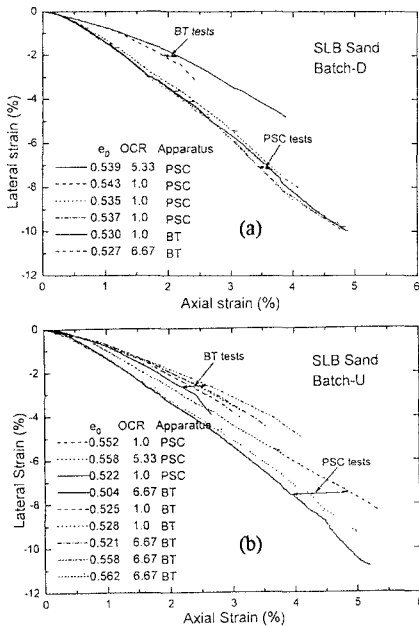 0
BT tests
SLB Sand
Batch-D
-2
-4
Lateral strain (%)
PSC tests
-6
e0 OCR Apparatus
0.539 5.33 PSC
0.543 1.0 PSC
0.535 1.0 PSC
0.537 1.0 PSC
0.530 1.0 BT
0.527 6.67 BT
-8
-10
-12
(a)
0 1 2 3 4 5 6
Axial strain (%)
0
BT tests
SLB Sand
Batch-U
-2
-4
Lateral Strain (%)
e0 OCR Apparatus
0.552 1.0 PSC
0.558 5.33 PSC
0.522 1.0 PSC
0.504 6.67 BT
0.525 1.0 BT
0.528 1.0 BT
0.521 6.67 BT
0.558 6.67 BT
0.562 6.67 BT
PSC tests
-6
-8
-10
-12
(b)
0 1 2 3 4 5 6
Axial Strain (%)